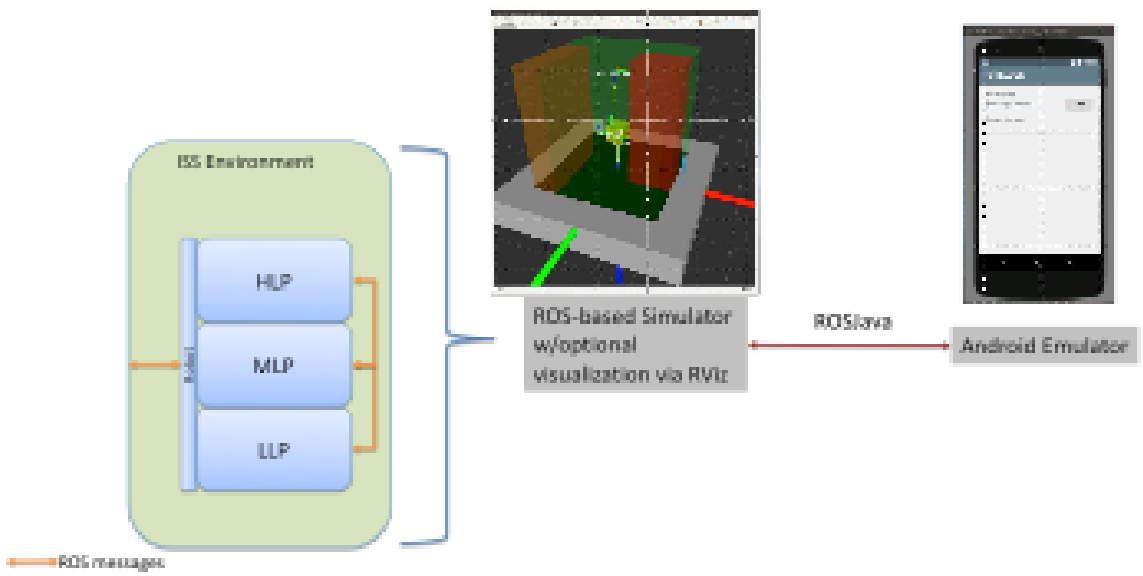 ISS Environment
HLP
MLP
LLP
ROS messages
ROS-based Simulator
w/optional
visualization via RViz
ROSJava
Android Emulator